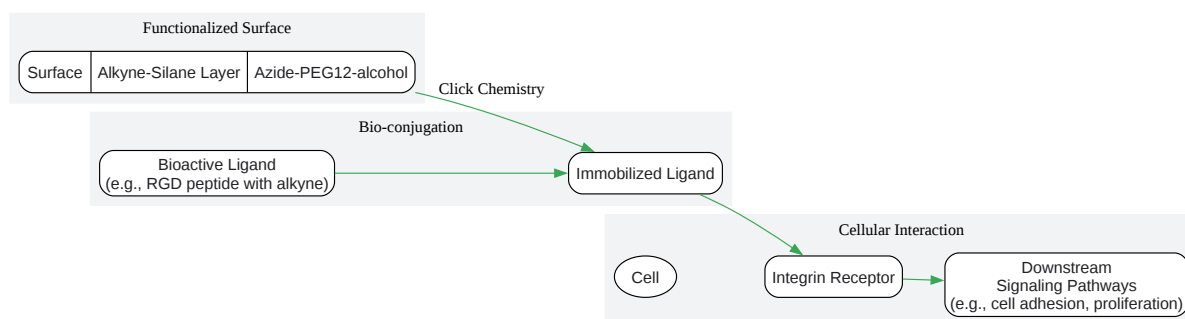 Functionalized Surface
Surface
Alkyne-Silane Layer
Azide-PEG12-alcohol
Click Chemistry
Bio-conjugation
Bioactive Ligand
(e.g., RGD peptide with alkyne)
Immobilized Ligand
Cellular Interaction
Cell
Integrin Receptor
Downstream
Signaling Pathways
(e.g., cell adhesion, proliferation)